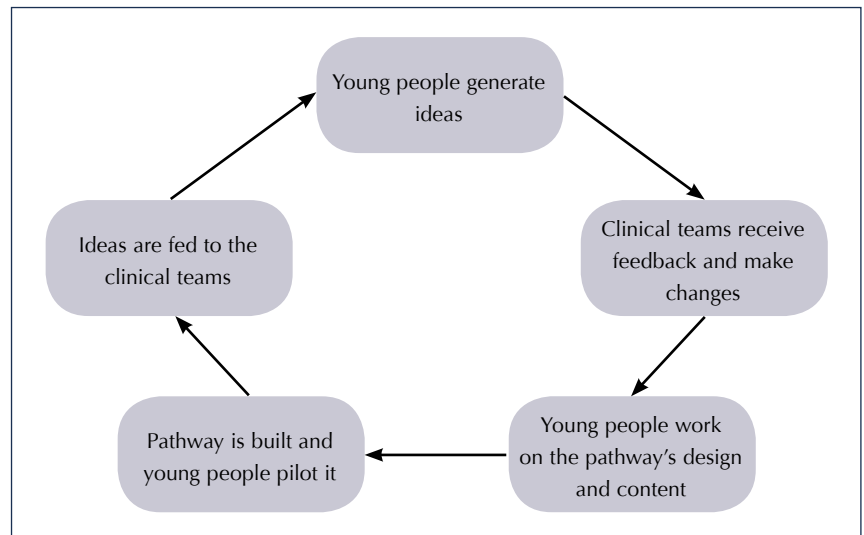 Young people generate
ideas
Clinical teams receive
feedback and make
changes
Young people work
on the pathway's design
and content
Pathway is built and
young people pilot it
Ideas are fed to the
clinical teams